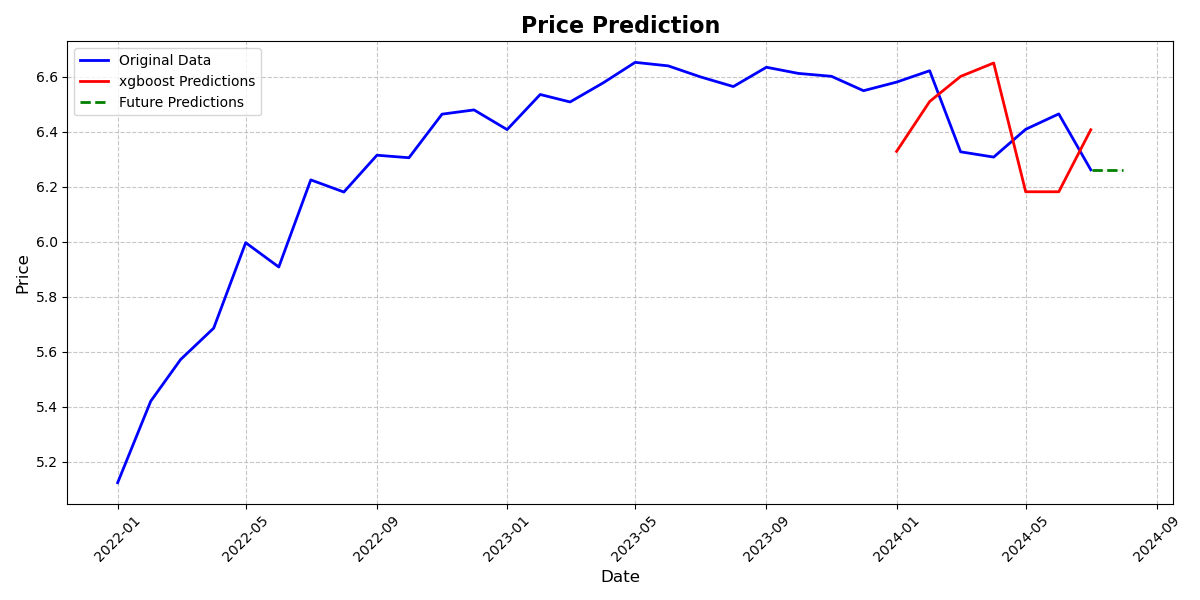 Price Prediction
Original Data
xgboost Predictions
Future Predictions
Price
6.6
6.4
6.2
6.0
5.8
5.6
5.4
5.2
2022-01
2022-05
2022-09
2023-01
2023-05
2023-09
2024-01
2024-05
2024-09
Date